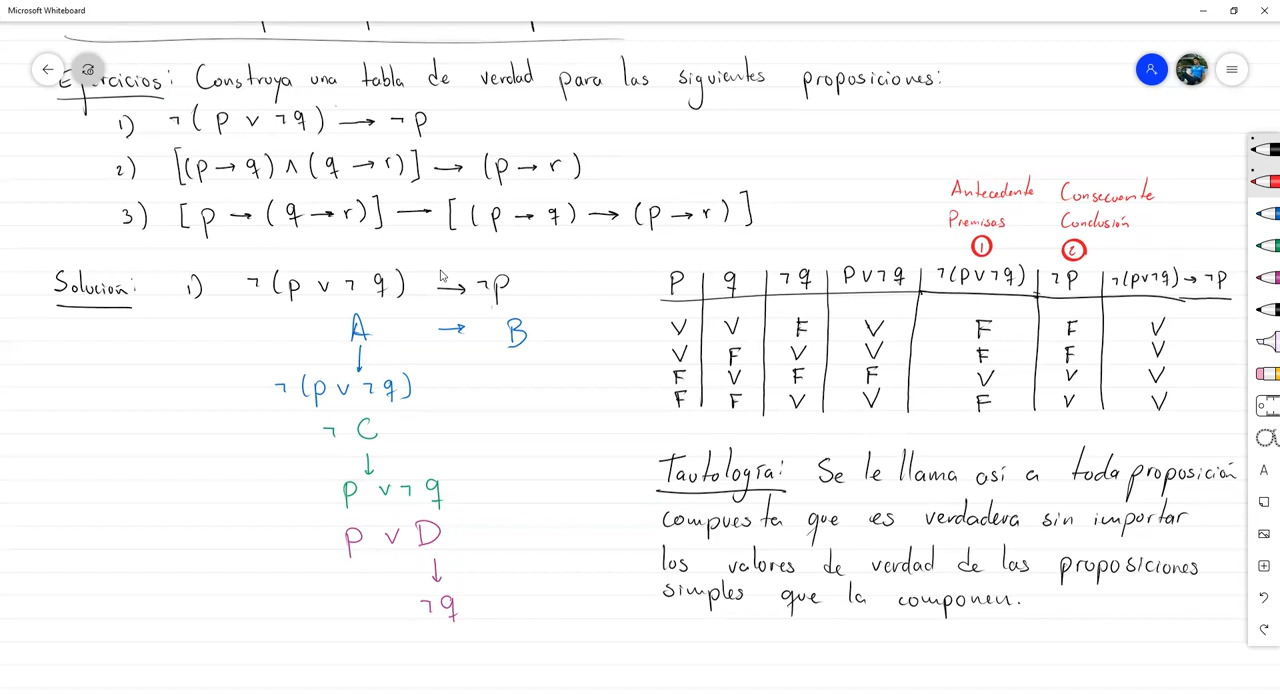 Microsoft Whiteboard
Ejercicios: Construya una tabla de verdad para las siguientes proposiciones:
1) ¬(p ∨ ¬q) → ¬p
2) [(p → q) ∧ (q → r)] → (p → r)
3) [p → (q → r)] → [(p → q) → (p → r)]
Solución: 1) ¬(p ∨ ¬q) → ¬p
A → B
↓
¬(p ∨ ¬q)
¬ C
↓
p ∨ ¬q
p ∨ D
↓
¬q
Antecedente Consecuente
Premisas Conclusión
① ②
p | q | ¬q | p ∨ ¬q | ¬(p ∨ ¬q) | ¬p | ¬(p ∨ ¬q) → ¬p
V | V | F | V | F | F | V
V | F | V | V | F | F | V
F | V | F | F | V | V | V
F | F | V | V | F | V | V
Tautología: Se le llama así a toda proposición
compuesta que es verdadera sin importar
los valores de verdad de las proposiciones
simples que la componen.
A